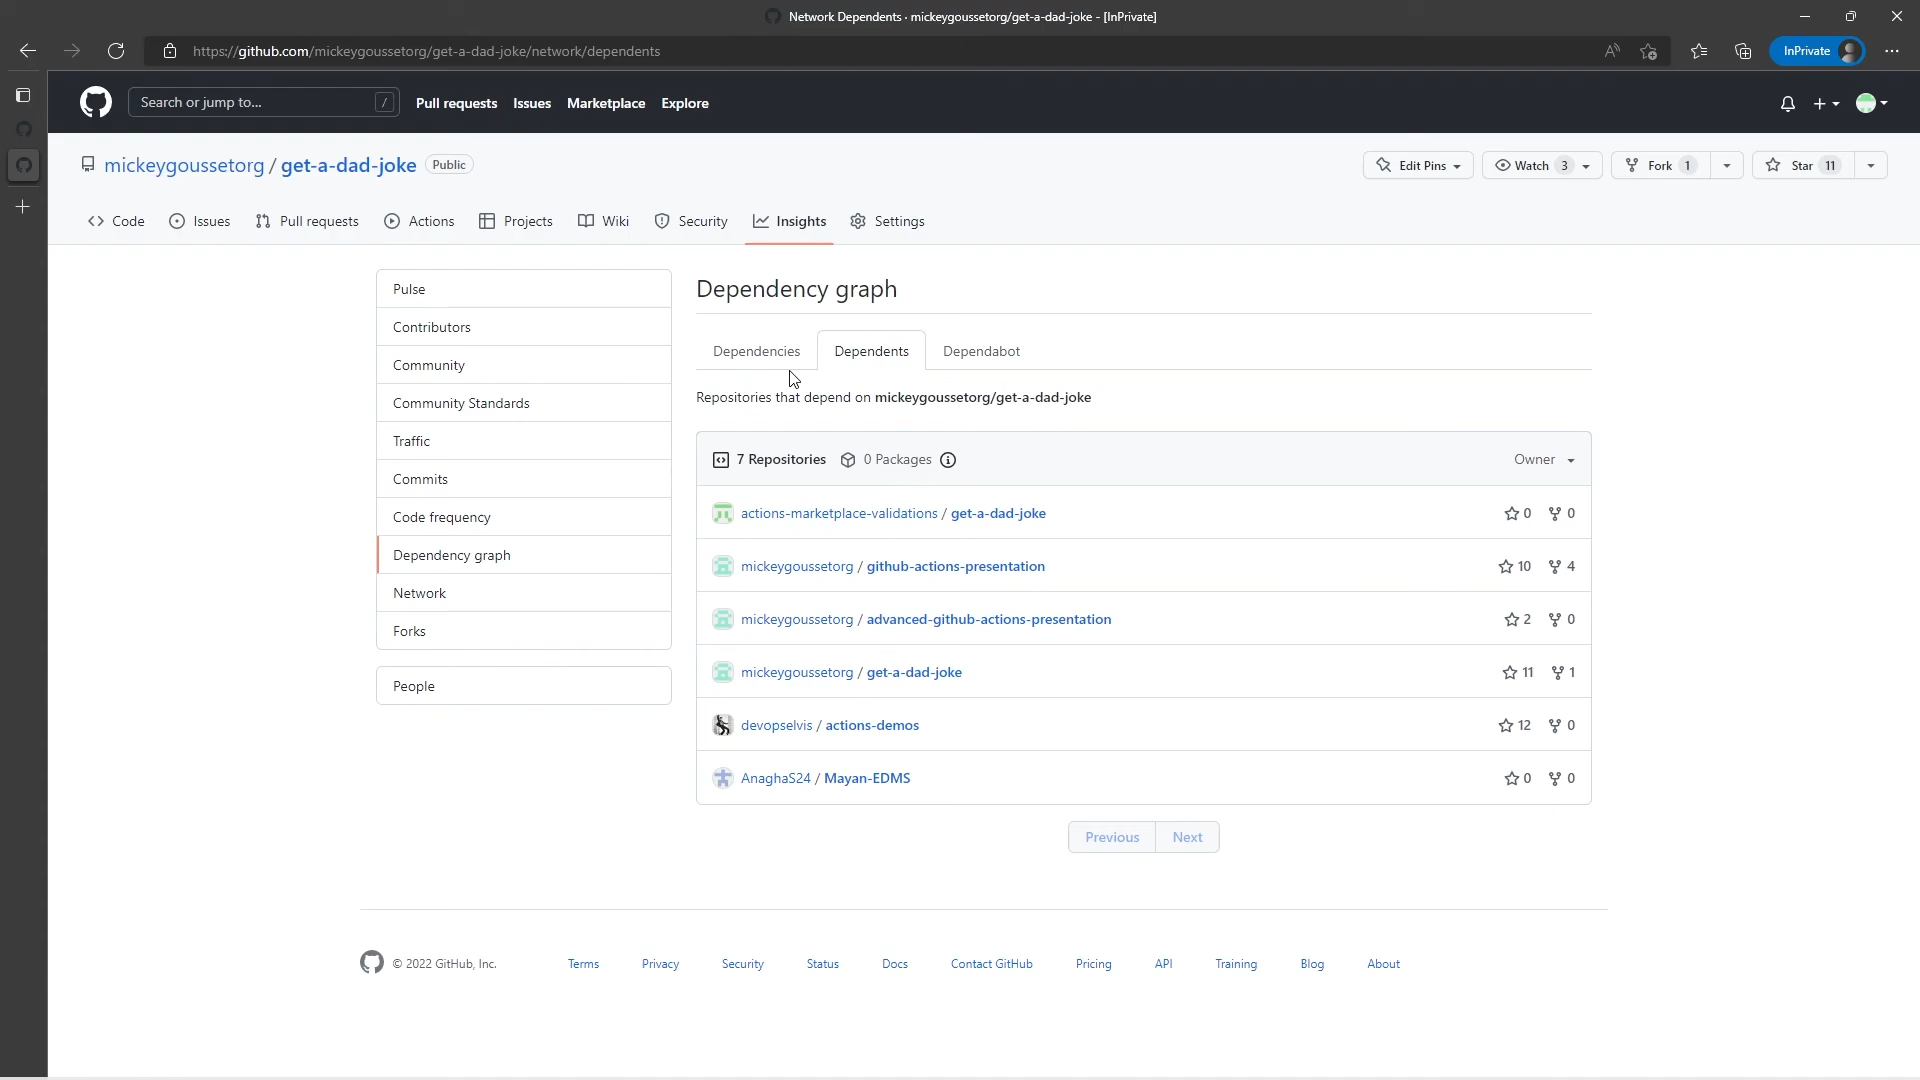 Network Dependents · mickeygoussetorg/get-a-dad-joke - [InPrivate]
https://github.com/mickeygoussetorg/get-a-dad-joke/network/dependents
InPrivate
Search or jump to... /
Pull requests Issues Marketplace Explore
mickeygoussetorg / get-a-dad-joke Public
Edit Pins Watch 3 Fork 1 Star 11
Code Issues Pull requests Actions Projects Wiki Security Insights Settings
Pulse
Contributors
Community
Community Standards
Traffic
Commits
Code frequency
Dependency graph
Network
Forks
People
Dependency graph
Dependencies Dependents Dependabot
Repositories that depend on mickeygoussetorg/get-a-dad-joke
7 Repositories 0 Packages Owner
actions-marketplace-validations / get-a-dad-joke 0 0
mickeygoussetorg / github-actions-presentation 10 4
mickeygoussetorg / advanced-github-actions-presentation 2 0
mickeygoussetorg / get-a-dad-joke 11 1
devopselvis / actions-demos 12 0
AnaghaS24 / Mayan-EDMS 0 0
Previous Next
© 2022 GitHub, Inc. Terms Privacy Security Status Docs Contact GitHub Pricing API Training Blog About